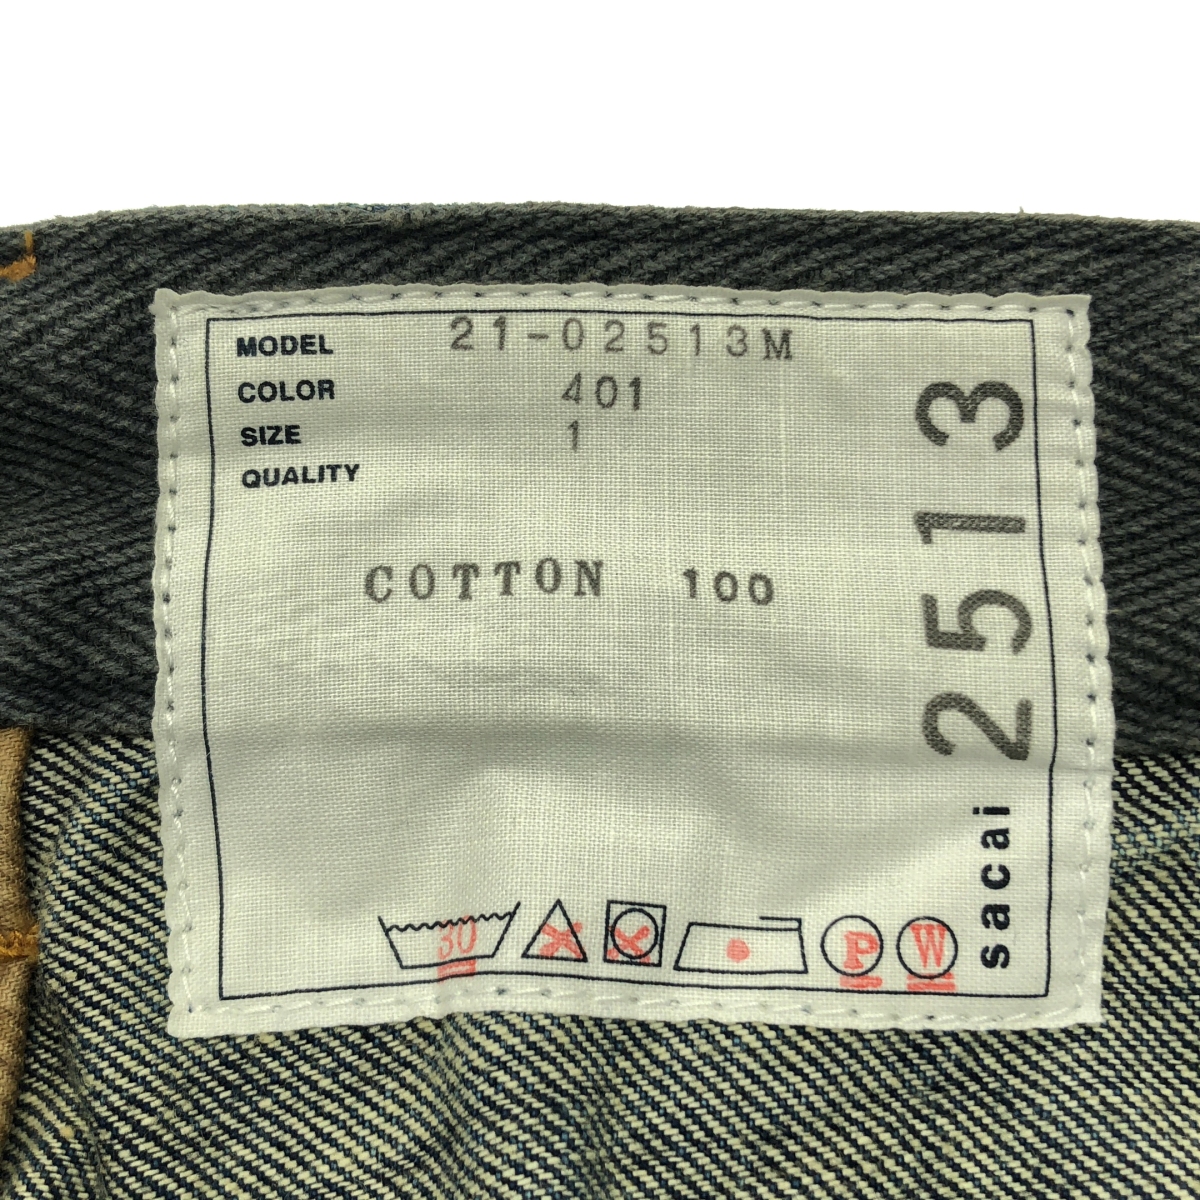 MODEL 21-02513M
COLOR 401
SIZE 1
QUALITY
COTTON 100
sacai 2513
30 P W